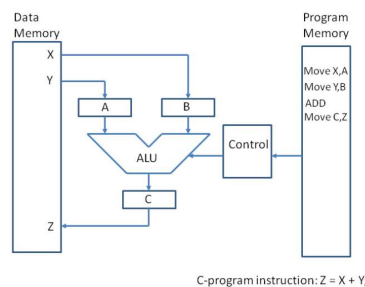 Data
Memory
Program
Memory
X
Y
A
B
Move X,A
Move Y,B
ADD
Move C,Z
ALU
Control
C
Z
C-program instruction: Z = X + Y,